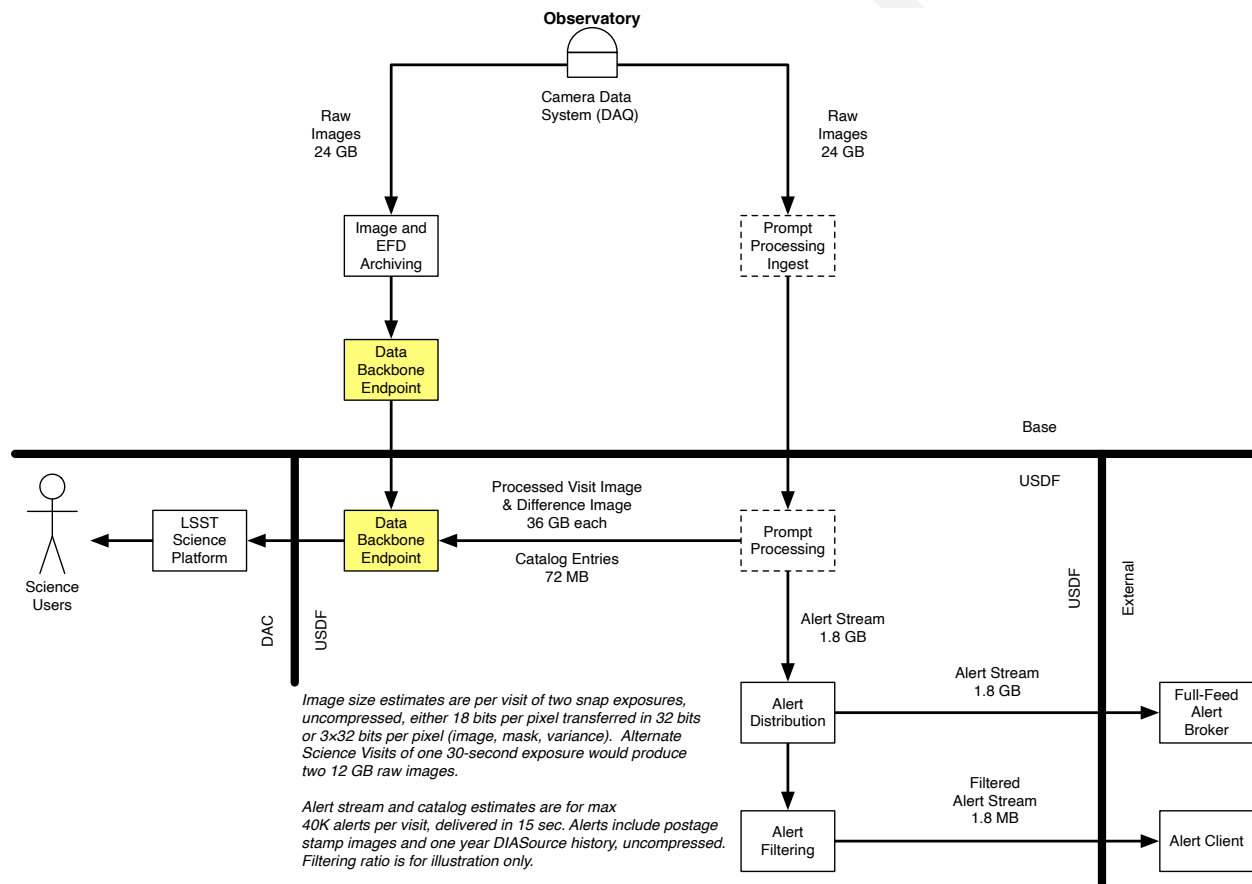 Observatory
Camera Data
System (DAQ)
Raw
Images
24 GB
Raw
Images
24 GB
Image and
EFD
Archiving
Prompt
Processing
Ingest
Data
Backbone
Endpoint
Base
USDF
Science
Users
LSST
Science
Platform
DAC
USDF
Data
Backbone
Endpoint
Processed Visit Image
& Difference Image
36 GB each
Catalog Entries
72 MB
Prompt
Processing
USDF
External
Alert Stream
1.8 GB
Alert
Distribution
Alert Stream
1.8 GB
Full-Feed
Alert
Broker
Image size estimates are per visit of two snap exposures,
uncompressed, either 18 bits per pixel transferred in 32 bits
or 3×32 bits per pixel (image, mask, variance).  Alternate
Science Visits of one 30-second exposure would produce
two 12 GB raw images.
Alert stream and catalog estimates are for max
40K alerts per visit, delivered in 15 sec. Alerts include postage
stamp images and one year DIASource history, uncompressed.
Filtering ratio is for illustration only.
Alert
Filtering
Filtered
Alert Stream
1.8 MB
Alert Client